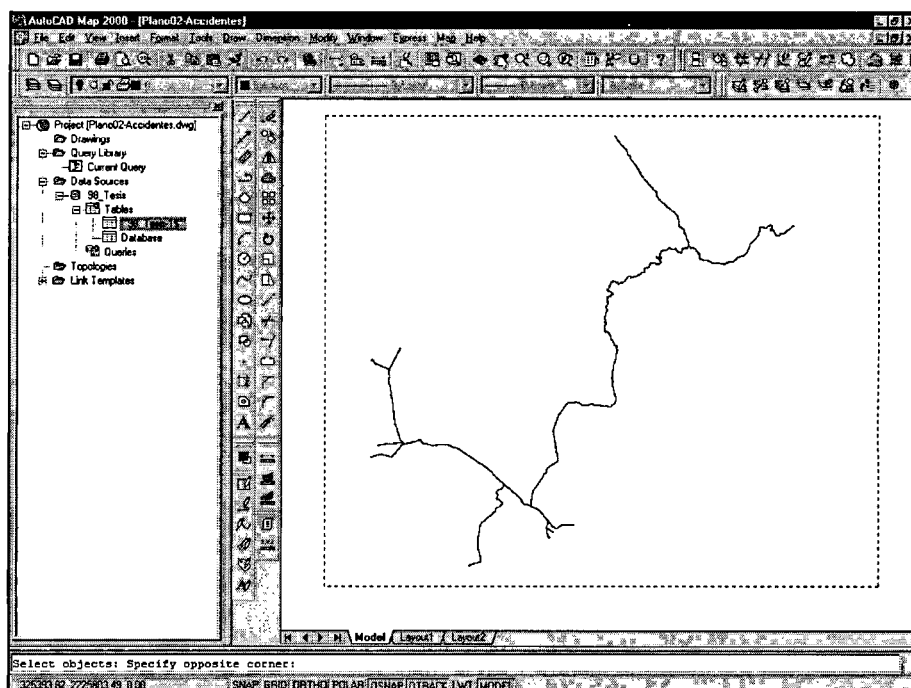 AutoCAD Map 2000 - [Plano02-Accidentes]
File Edit View Insert Format Tools Draw Dimension Modify Window Express Map Help
Project [Plano02-Accidentes.dwg]
Drawings
Query Library
Current Query
Data Sources
98_Tesis
Tables
Database
Queries
Topologies
Link Templates
Model Layout1 Layout2
Select objects: Specify opposite corner:
SNAP GRID ORTHO POLAR OSNAP OTRACK LWT MODEL